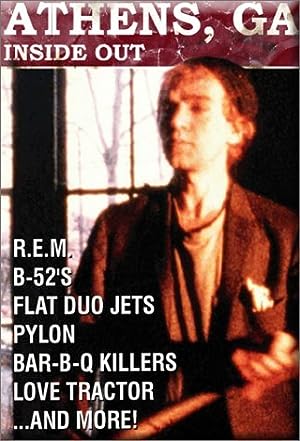 ATHENS, GA
INSIDE OUT
R.E.M.
B-52'S
FLAT DUO JETS
PYLON
BAR-B-Q KILLERS
LOVE TRACTOR
...AND MORE!